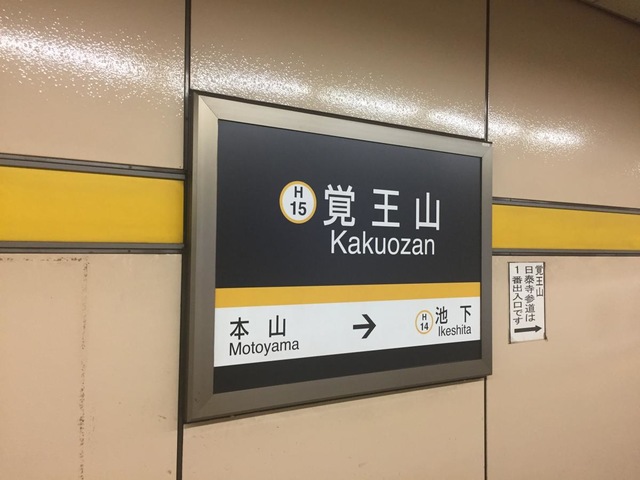 H
15
覚王山
Kakuozan
本山
Motoyama
→
H
14
池下
Ikeshita
覚王山
日泰寺参道は
1番出入口です
→